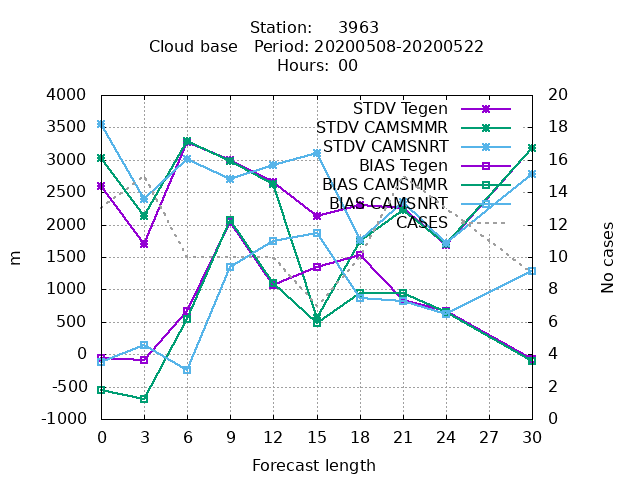 Station: 3963
Cloud base Period: 20200508-20200522
Hours: 00
4000 20
3500 STDV Tegen 18
STDV CAMSMMR
STDV CAMSNRT
3000 BIAS Tegen 16
2500 BIAS CAMSMMR 14
BIAS CAMSNRT
2000 CASES 12
1500 10
1000 8
500 6
0 4
-500 2
-1000 0
m
No cases
0 3 6 9 12 15 18 21 24 27 30
Forecast length